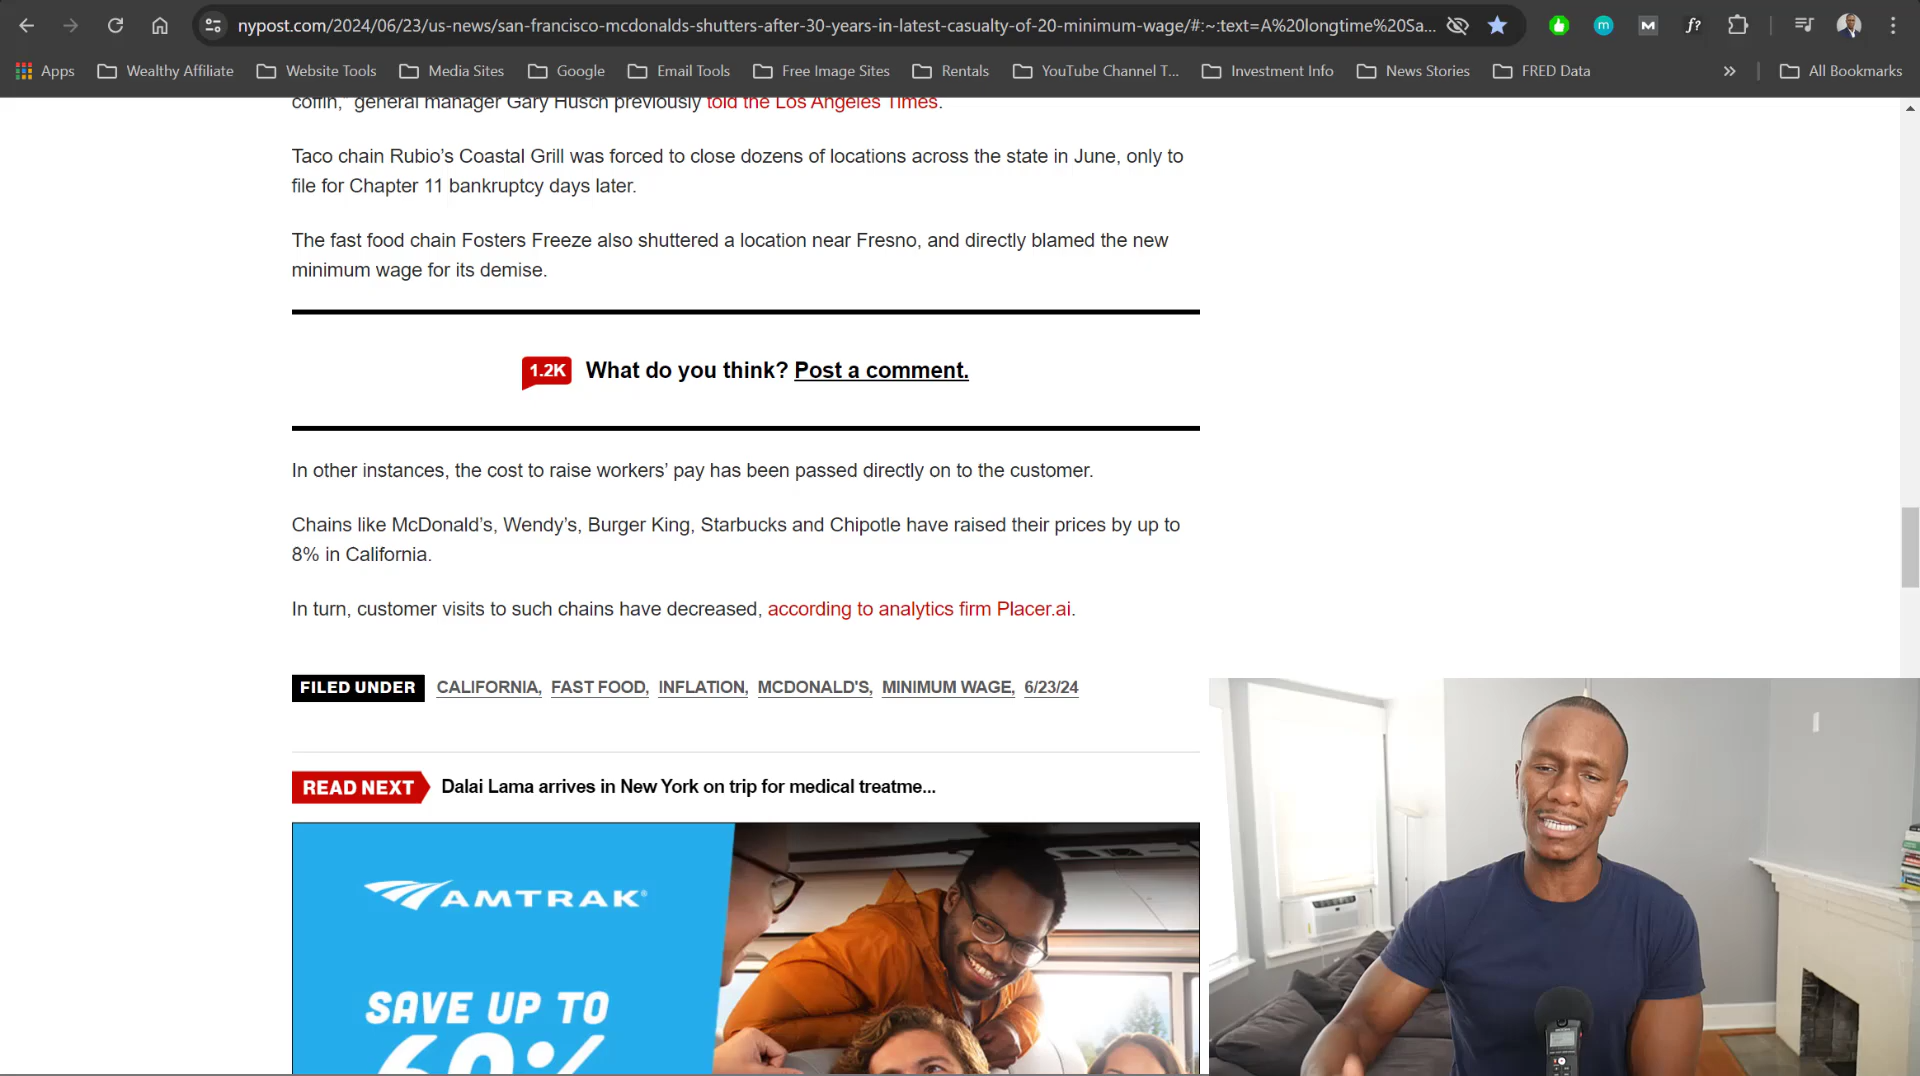 nypost.com/2024/06/23/us-news/san-francisco-mcdonalds-shutters-after-30-years-in-latest-casualty-of-20-minimum-wage/#:~:text=A%20longtime%20Sa...
m
M
f?
Apps
Wealthy Affiliate
Website Tools
Media Sites
Google
Email Tools
Free Image Sites
Rentals
YouTube Channel T...
Investment Info
News Stories
FRED Data
»
All Bookmarks
coffin,” general manager Gary Husch previously told the Los Angeles Times.
Taco chain Rubio’s Coastal Grill was forced to close dozens of locations across the state in June, only to
file for Chapter 11 bankruptcy days later.
The fast food chain Fosters Freeze also shuttered a location near Fresno, and directly blamed the new
minimum wage for its demise.
1.2K
What do you think? Post a comment.
In other instances, the cost to raise workers’ pay has been passed directly on to the customer.
Chains like McDonald’s, Wendy’s, Burger King, Starbucks and Chipotle have raised their prices by up to
8% in California.
In turn, customer visits to such chains have decreased, according to analytics firm Placer.ai.
FILED UNDER CALIFORNIA, FAST FOOD, INFLATION, MCDONALD'S, MINIMUM WAGE, 6/23/24
READ NEXT Dalai Lama arrives in New York on trip for medical treatme...
AMTRAK
SAVE UP TO
60%